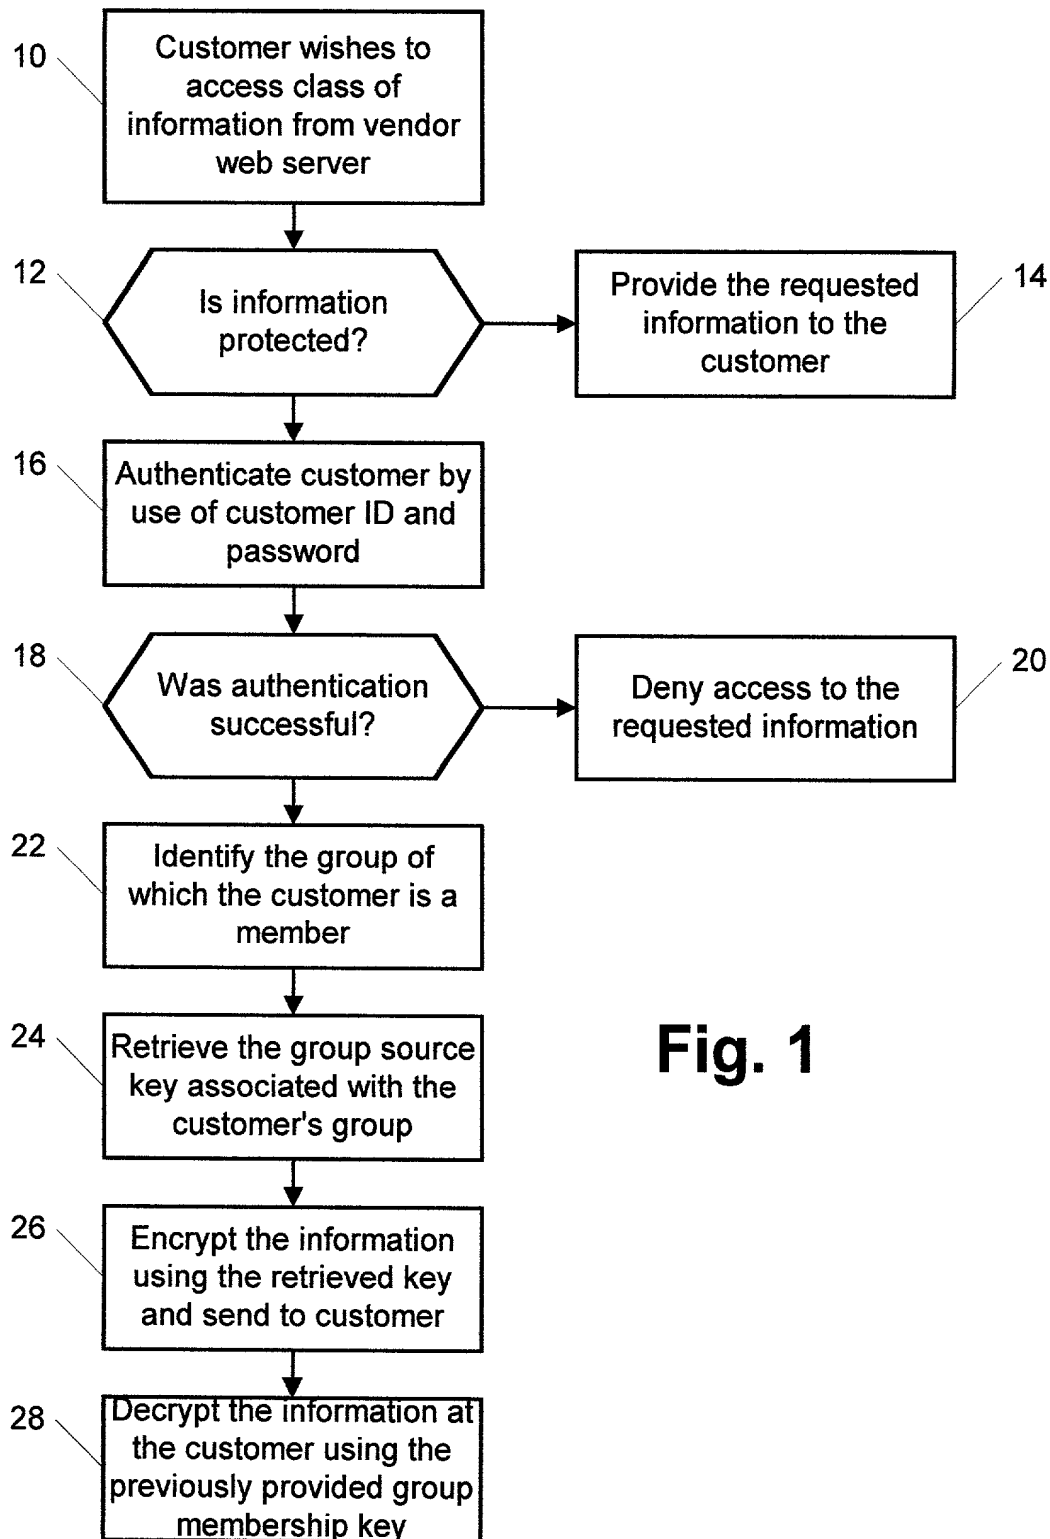 10
Customer wishes to
access class of
information from vendor
web server
12
Is information
protected?
Provide the requested
information to the
customer
14
16
Authenticate customer by
use of customer ID and
password
18
Was authentication
successful?
Deny access to the
requested information
20
22
Identify the group of
which the customer is a
member
24
Retrieve the group source
key associated with the
customer's group
Fig. 1
26
Encrypt the information
using the retrieved key
and send to customer
28
Decrypt the information at
the customer using the
previously provided group
membership key